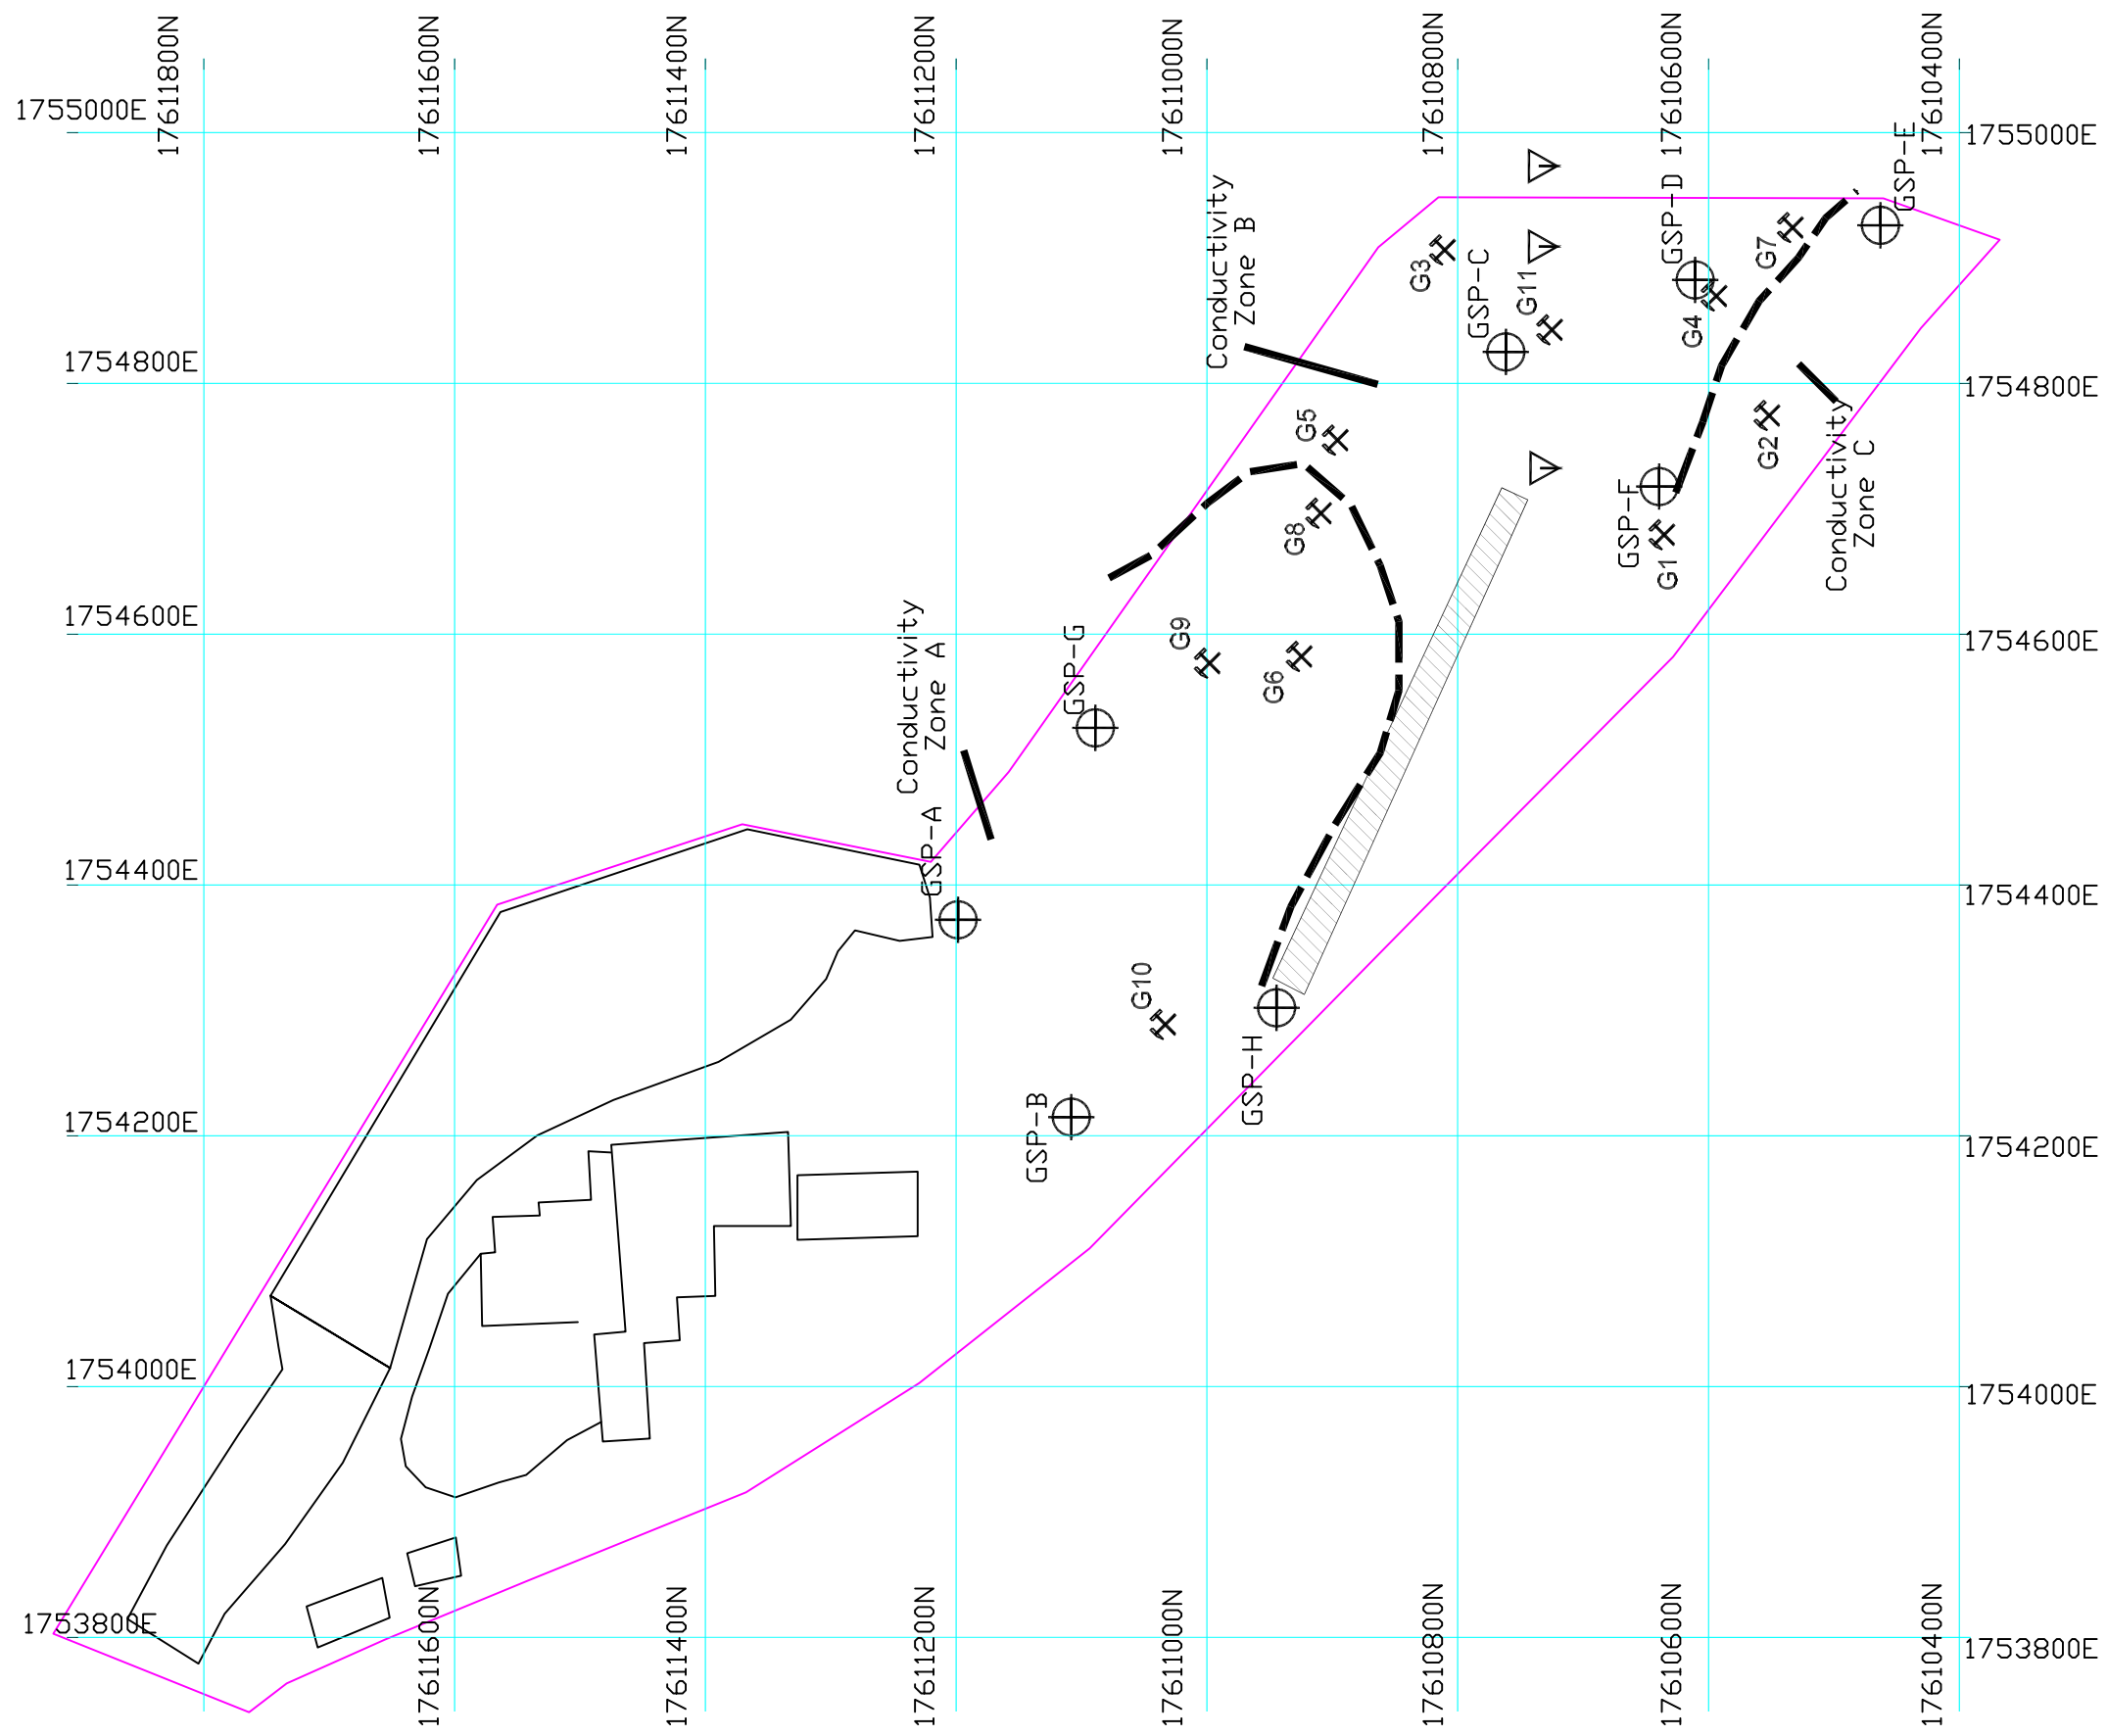 17611800N
17611600N
17611400N
17611200N
17611000N
17610800N
17610600N
17610400N
1755000E
1755000E
GSP-E
GSP-D
Conductivity
Zone B
G7
G3
GSP-C
G11
G4
1754800E
1754800E
G5
G2
Conductivity
Zone C
GSP-F
G8
G1
1754600E
1754600E
G9
GSP-G
G6
Conductivity
Zone A
GSP-A
1754400E
1754400E
G10
GSP-H
GSP-B
1754200E
1754200E
1754000E
1754000E
1753800E
1753800E
17611600N
17611400N
17611200N
17611000N
17610800N
17610600N
17610400N